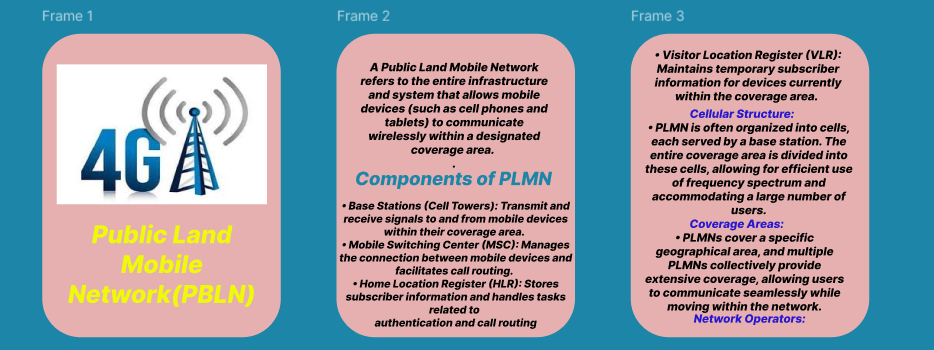 Frame 1
4G
Public Land
Mobile
Network(PBLN)
Frame 2
A Public Land Mobile Network
refers to the entire infrastructure
and system that allows mobile
devices (such as cell phones and
tablets) to communicate
wirelessly within a designated
coverage area.
.
Components of PLMN
• Base Stations (Cell Towers): Transmit and
receive signals to and from mobile devices
within their coverage area.
• Mobile Switching Center (MSC): Manages
the connection between mobile devices and
facilitates call routing.
• Home Location Register (HLR): Stores
subscriber information and handles tasks
related to
authentication and call routing
Frame 3
• Visitor Location Register (VLR):
Maintains temporary subscriber
information for devices currently
within the coverage area.
Cellular Structure:
• PLMN is often organized into cells,
each served by a base station. The
entire coverage area is divided into
these cells, allowing for efficient use
of frequency spectrum and
accommodating a large number of
users.
Coverage Areas:
• PLMNs cover a specific
geographical area, and multiple
PLMNs collectively provide
extensive coverage, allowing users
to communicate seamlessly while
moving within the network.
Network Operators: